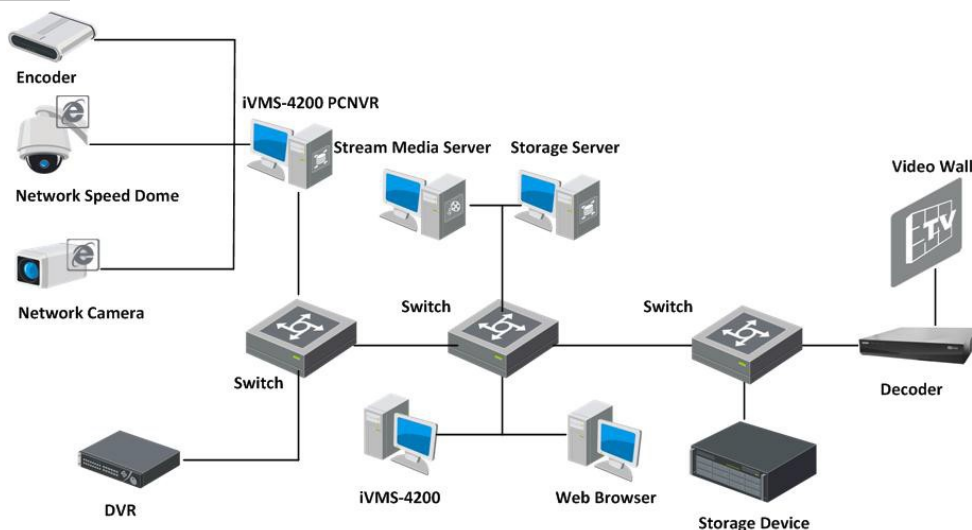 Encoder
iVMS-4200 PCNVR
Stream Media Server
Storage Server
Video Wall
Network Speed Dome
Network Camera
Switch
Switch
Switch
TV
Decoder
DVR
iVMS-4200
Web Browser
Storage Device